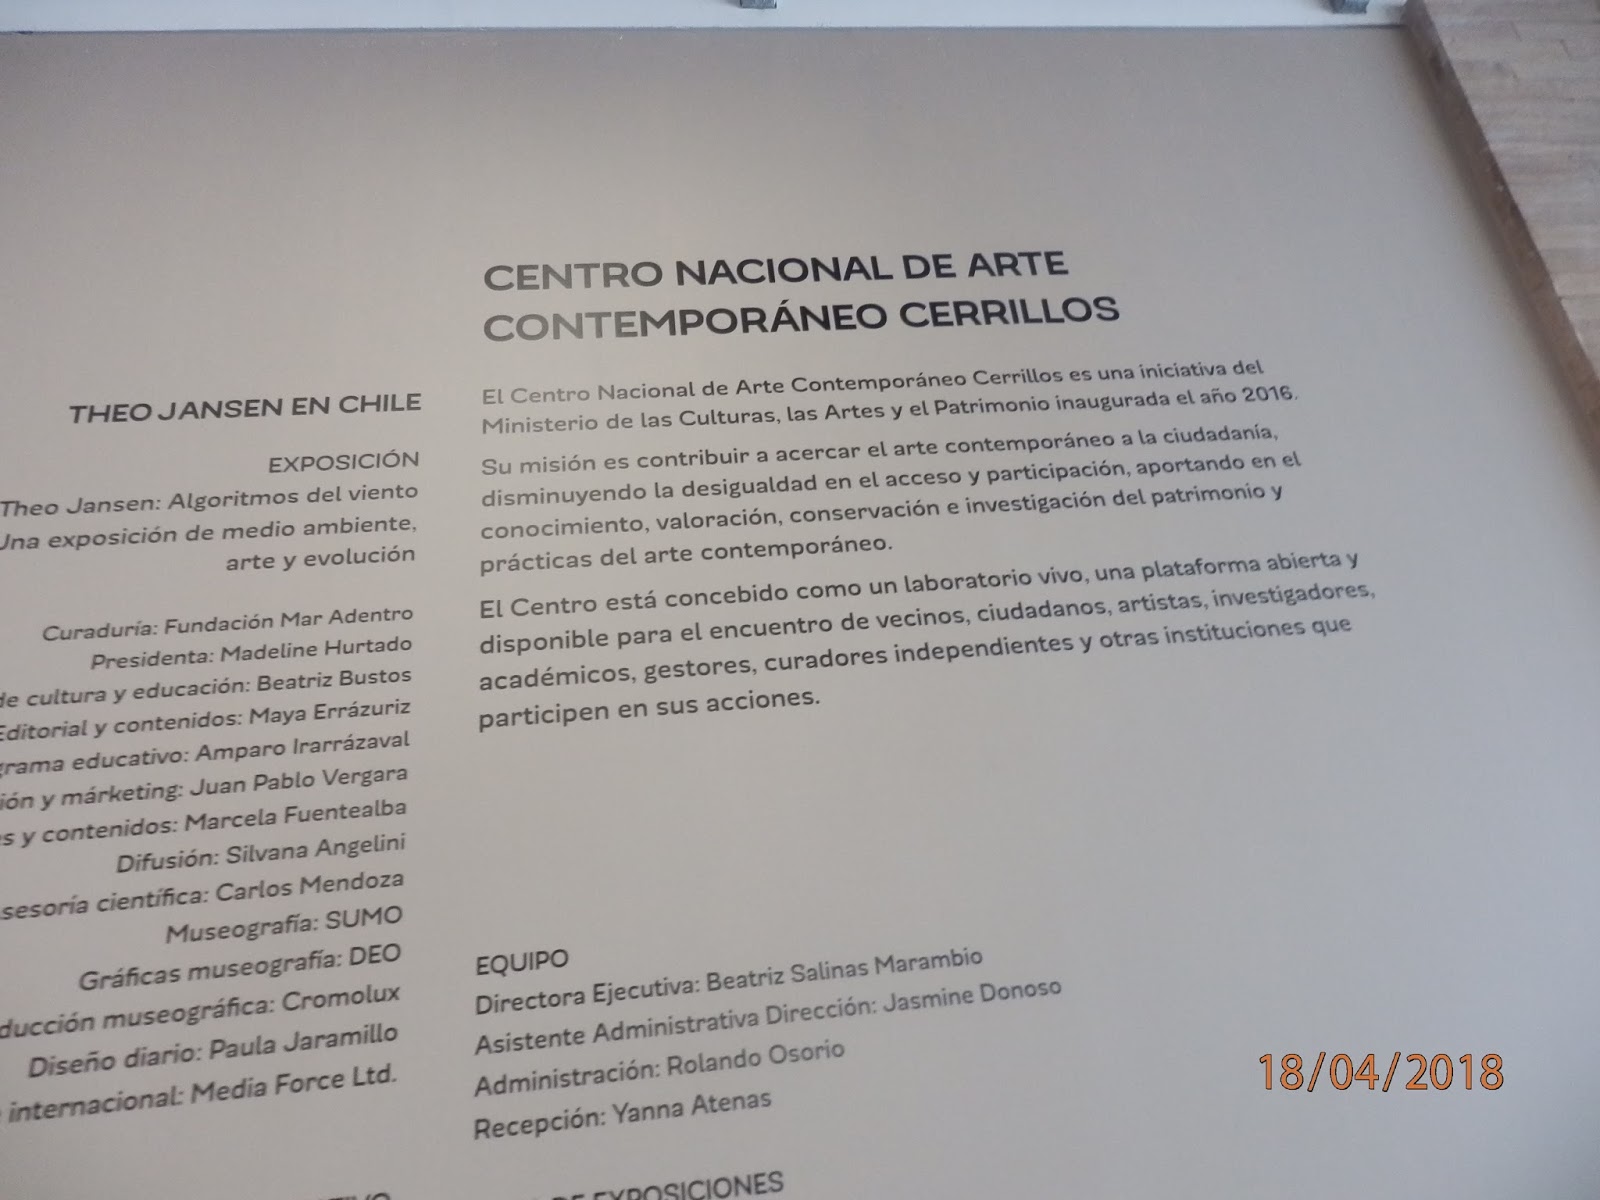 THEO JANSEN EN CHILE
EXPOSICIÓN
Theo Jansen: Algoritmos del viento
Una exposición de medio ambiente,
arte y evolución
Curaduría: Fundación Mar Adentro
Presidenta: Madeline Hurtado
de cultura y educación: Beatriz Bustos
Editorial y contenidos: Maya Errázuriz
educativo: Amparo Irarrázaval
y márketing: Juan Pablo Vergara
y contenidos: Marcela Fuentealba
Difusión: Silvana Angelini
científica: Carlos Mendoza
Museografía: SUMO
Gráficas museografía: DEO
museográfica: Cromolux
Diseño diario: Paula Jaramillo
internacional: Media Force Ltd.
CENTRO NACIONAL DE ARTE
CONTEMPORÁNEO CERRILLOS
El Centro Nacional de Arte Contemporáneo Cerrillos es una iniciativa del
Ministerio de las Culturas, las Artes y el Patrimonio inaugurada el año 2016.
Su misión es contribuir a acercar el arte contemporáneo a la ciudadanía,
disminuyendo la desigualdad en el acceso y participación, aportando en el
conocimiento, valoración, conservación e investigación del patrimonio y
prácticas del arte contemporáneo.
El Centro está concebido como un laboratorio vivo, una plataforma abierta y
disponible para el encuentro de vecinos, ciudadanos, artistas, investigadores,
académicos, gestores, curadores independientes y otras instituciones que
participen en sus acciones.
EQUIPO
Directora Ejecutiva: Beatriz Salinas Marambio
Asistente Administrativa Dirección: Jasmine Donoso
Administración: Rolando Osorio
Recepción: Yanna Atenas
DE EXPOSICIONES
18/04/2018